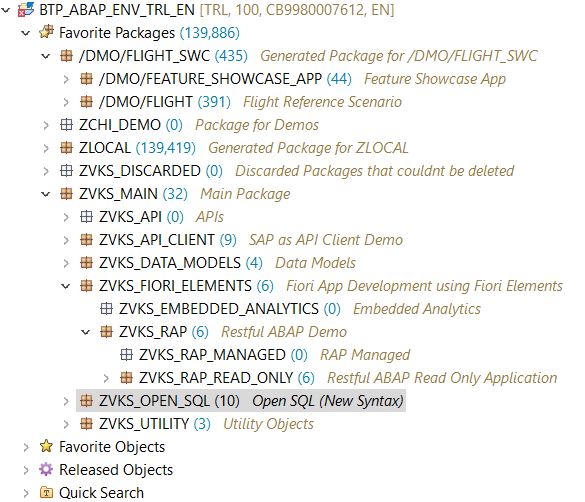 BTP_ABAP_ENV_TRL_EN [TRL, 100, CB9980007612, EN]
Favorite Packages (139,886)
/DMO/FLIGHT_SWC (435) Generated Package for /DMO/FLIGHT_SWC
/DMO/FEATURE_SHOWCASE_APP (44) Feature Showcase App
/DMO/FLIGHT (391) Flight Reference Scenario
ZCHI_DEMO (0) Package for Demos
ZLOCAL (139,419) Generated Package for ZLOCAL
ZVKS_DISCARDED (0) Discarded Packages that couldnt be deleted
ZVKS_MAIN (32) Main Package
ZVKS_API (0) APIs
ZVKS_API_CLIENT (9) SAP as API Client Demo
ZVKS_DATA_MODELS (4) Data Models
ZVKS_FIORI_ELEMENTS (6) Fiori App Development using Fiori Elements
ZVKS_EMBEDDED_ANALYTICS (0) Embedded Analytics
ZVKS_RAP (6) Restful ABAP Demo
ZVKS_RAP_MANAGED (0) RAP Managed
ZVKS_RAP_READ_ONLY (6) Restful ABAP Read Only Application
ZVKS_OPEN_SQL (10) Open SQL (New Syntax)
ZVKS_UTILITY (3) Utility Objects
Favorite Objects
Released Objects
Quick Search